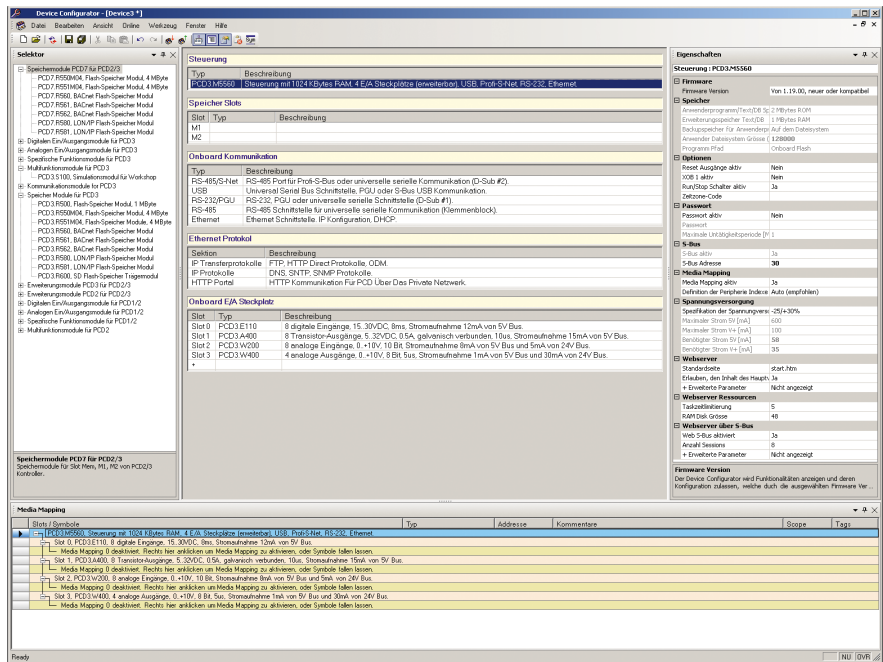 Device Configurator - [Device3 *]
Datei Bearbeiten Ansicht Online Werkzeug Fenster Hilfe
Selektor
Speichermodule PCD7 für PCD2/3
PCD7.R550M04, Flash-Speicher Modul, 4 MByte
PCD7.R551M04, Flash-Speicher Modul, 4 MByte
PCD7.R560, BACnet Flash-Speicher Modul
PCD7.R561, BACnet Flash-Speicher Modul
PCD7.R562, BACnet Flash-Speicher Modul
PCD7.R580, LON/IP Flash-Speicher Modul
PCD7.R581, LON/IP Flash-Speicher Modul
Digitalen Ein/Ausgangsmodule für PCD3
Analogen Ein/Ausgangsmodule für PCD3
Spezifische Funktionsmodule für PCD3
Multifunktionsmodule für PCD3
PCD3.S100, Simulationsmodul für Workshop
Kommunikationsmodule for PCD3
Speicher Module für PCD3
PCD3.R500, Flash-Speicher Modul, 1 MByte
PCD3.R550M04, Flash-Speicher Modul, 4 MByte
PCD3.R551M04, Flash-Speicher Module, 4 MByte
PCD3.R560, BACnet Flash-Speicher Modul
PCD3.R561, BACnet Flash-Speicher Modul
PCD3.R562, BACnet Flash-Speicher Modul
PCD3.R580, LON/IP Flash-Speicher Modul
PCD3.R581, LON/IP Flash-Speicher Modul
PCD3.R600, SD Flash-Speicher Trägermodul
Erweiterungsmodule PCD3 für PCD2/3
Erweiterungsmodule PCD2 für PCD2/3
Digitalen Ein/Ausgangsmodule für PCD1/2
Analogen Ein/Ausgangsmodule für PCD1/2
Spezifische Funktionsmodule für PCD1/2
Multifunktionsmodule für PCD2
Speichermodule PCD7 für PCD2/3
Speichermodule für Slot Mem, M1, M2 von PCD2/3
Kontroller.
Steuerung
Typ Beschreibung
PCD3.M5560 Steuerung mit 1024 KBytes RAM, 4 E/A Steckplätze (erweiterbar), USB, Profi-S-Net, RS-232, Ethernet.
Speicher Slots
Slot Typ Beschreibung
M1
M2
Onboard Kommunikation
Typ Beschreibung
RS-485/S-Net RS-485 Port für Profi-S-Bus oder universelle serielle Kommunikation (D-Sub #2).
USB Universal Serial Bus Schnittstelle, PGU oder S-Bus USB Kommunikation.
RS-232/PGU RS-232, PGU oder universelle serielle Schnittstelle (D-Sub #1).
RS-485 RS-485 Schnittstelle für universelle serielle Kommunikation (Klemmenblock).
Ethernet Ethernet Schnittstelle. IP Konfiguration, DHCP.
Ethernet Protokol
Sektion Beschreibung
IP Transferprotokolle FTP, HTTP Direct Protokolle, ODM.
IP Protokolle DNS, SNTP, SNMP Protokolle.
HTTP Portal HTTP Kommunikation Für PCD Über Das Private Netzwerk.
Onboard E/A Steckplatz
Slot Typ Beschreibung
Slot 0 PCD3.E110 8 digitale Eingänge, 15..30VDC, 8ms, Stromaufnahme 12mA von 5V Bus.
Slot 1 PCD3.A400 8 Transistor-Ausgänge, 5..32VDC, 0.5A, galvanisch verbunden, 10us, Stromaufnahme 15mA von 5V Bus.
Slot 2 PCD3.W200 8 analoge Eingänge, 0..+10V, 10 Bit, Stromaufnahme 8mA von 5V Bus und 5mA von 24V Bus.
Slot 3 PCD3.W400 4 analoge Ausgänge, 0..+10V, 8 Bit, 5us, Stromaufnahme 1mA von 5V Bus und 30mA von 24V Bus.
+
Eigenschaften
Steuerung : PCD3.M5560
Firmware
Firmware Version Von 1.19.00, neuer oder kompatibel
Speicher
Anwenderprogramm/Text/DB Sp 2 MBytes ROM
Erweiterungsspeicher Text/DB 1 MBytes RAM
Backupspeicher für Anwenderpr Auf dem Dateisystem
Anwender Dateisystem Grösse ( 128000
Programm Pfad Onboard Flash
Optionen
Reset Ausgänge aktiv Nein
XOB 1 aktiv Nein
Run/Stop Schalter aktiv Ja
Zeitzone-Code
Passwort
Passwort aktiv Nein
Passwort
Maximale Untätigkeitsperiode [M 1
S-Bus
S-Bus aktiv Ja
S-Bus Adresse 30
Media Mapping
Media Mapping aktiv Ja
Definition der Peripherie Indexe Auto (empfohlen)
Spannungsversorgung
Spezifikation der Spannungvers -25/+30%
Maximaler Strom 5V [mA] 600
Maximaler Strom V+ [mA] 100
Benötigter Strom 5V [mA] 58
Benötigter Strom V+ [mA] 35
Webserver
Standardseite start.htm
Erlauben, den Inhalt des Hauptv Ja
+ Erweiterte Parameter Nicht angezeigt
Webserver Ressourcen
Taskzeitlimitierung 5
RAM Disk Grösse 48
Webserver über S-Bus
Web S-Bus aktiviert Ja
Anzahl Sessions 8
+ Erweiterte Parameter Nicht angezeigt
Firmware Version
Der Device Configurator wird Funktionalitäten anzeigen und deren
Konfiguration zulassen, welche duch die ausgewählten Firmware Ver ...
Media Mapping
Slots / Symbole Typ Addresse Kommentare Scope Tags
PCD3.M5560, Steuerung mit 1024 KBytes RAM, 4 E/A Steckplätze (erweiterbar), USB, Profi-S-Net, RS-232, Ethernet.
Slot 0, PCD3.E110, 8 digitale Eingänge, 15..30VDC, 8ms, Stromaufnahme 12mA von 5V Bus.
Media Mapping 0 deaktiviert. Rechts hier anklicken um Media Mapping zu aktivieren, oder Symbole fallen lassen.
Slot 1, PCD3.A400, 8 Transistor-Ausgänge, 5..32VDC, 0.5A, galvanisch verbunden, 10us, Stromaufnahme 15mA von 5V Bus.
Media Mapping 0 deaktiviert. Rechts hier anklicken um Media Mapping zu aktivieren, oder Symbole fallen lassen.
Slot 2, PCD3.W200, 8 analoge Eingänge, 0..+10V, 10 Bit, Stromaufnahme 8mA von 5V Bus und 5mA von 24V Bus.
Media Mapping 0 deaktiviert. Rechts hier anklicken um Media Mapping zu aktivieren, oder Symbole fallen lassen.
Slot 3, PCD3.W400, 4 analoge Ausgänge, 0..+10V, 8 Bit, 5us, Stromaufnahme 1mA von 5V Bus und 30mA von 24V Bus.
Media Mapping 0 deaktiviert. Rechts hier anklicken um Media Mapping zu aktivieren, oder Symbole fallen lassen.
Ready NU OVR